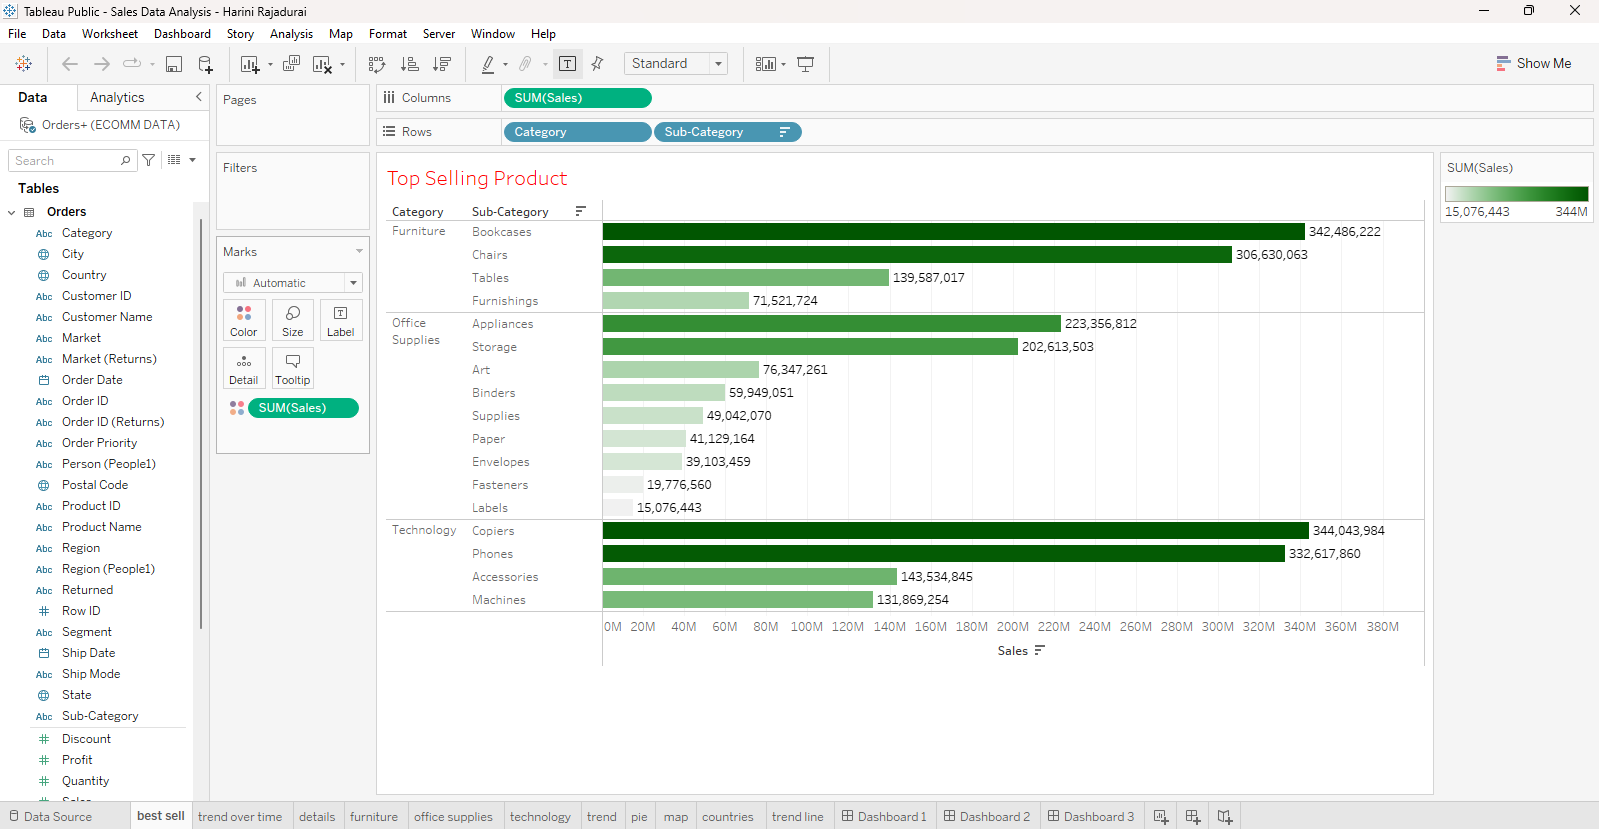 Tableau Public - Sales Data Analysis - Harini Rajadurai
File Data Worksheet Dashboard Story Analysis Map Format Server Window Help
Standard
Show Me
Data Analytics
Orders+ (ECOMM DATA)
Search
Tables
Orders
Abc Category
City
Country
Abc Customer ID
Abc Customer Name
Abc Market
Abc Market (Returns)
Order Date
Abc Order ID
Abc Order ID (Returns)
Abc Order Priority
Abc Person (People1)
Postal Code
Abc Product ID
Abc Product Name
Abc Region
Abc Region (People1)
Abc Returned
Row ID
Abc Segment
Ship Date
Abc Ship Mode
State
Abc Sub-Category
Discount
Profit
Quantity
Sales
Pages
Filters
Marks
Automatic
Color Size Label
Detail Tooltip
SUM(Sales)
Columns SUM(Sales)
Rows Category Sub-Category
Top Selling Product
Category Sub-Category
Furniture Bookcases 342,486,222
Chairs 306,630,063
Tables 139,587,017
Furnishings 71,521,724
Office Supplies Appliances 223,356,812
Storage 202,613,503
Art 76,347,261
Binders 59,949,051
Supplies 49,042,070
Paper 41,129,164
Envelopes 39,103,459
Fasteners 19,776,560
Labels 15,076,443
Technology Copiers 344,043,984
Phones 332,617,860
Accessories 143,534,845
Machines 131,869,254
0M 20M 40M 60M 80M 100M 120M 140M 160M 180M 200M 220M 240M 260M 280M 300M 320M 340M 360M 380M
Sales
SUM(Sales)
15,076,443 344M
Data Source best sell trend over time details furniture office supplies technology trend pie map countries trend line Dashboard 1 Dashboard 2 Dashboard 3